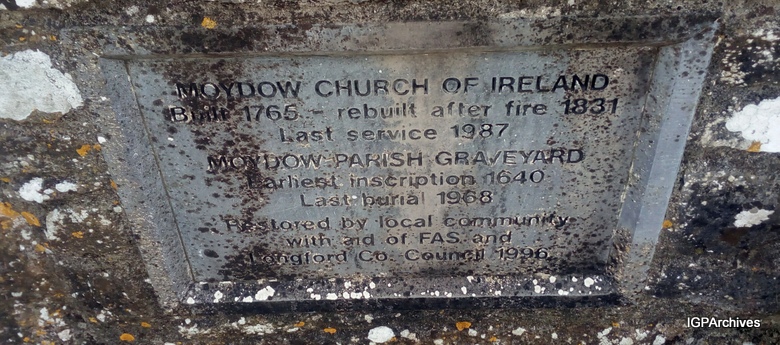 MOYDOW CHURCH OF IRELAND
Built 1765 – rebuilt after fire 1831
Last service 1987
MOYDOW PARISH GRAVEYARD
Earliest inscription 1640
Last burial 1968
Restored by local community
with aid of FAS. and
Longford Co. Council 1996
IGPArchives